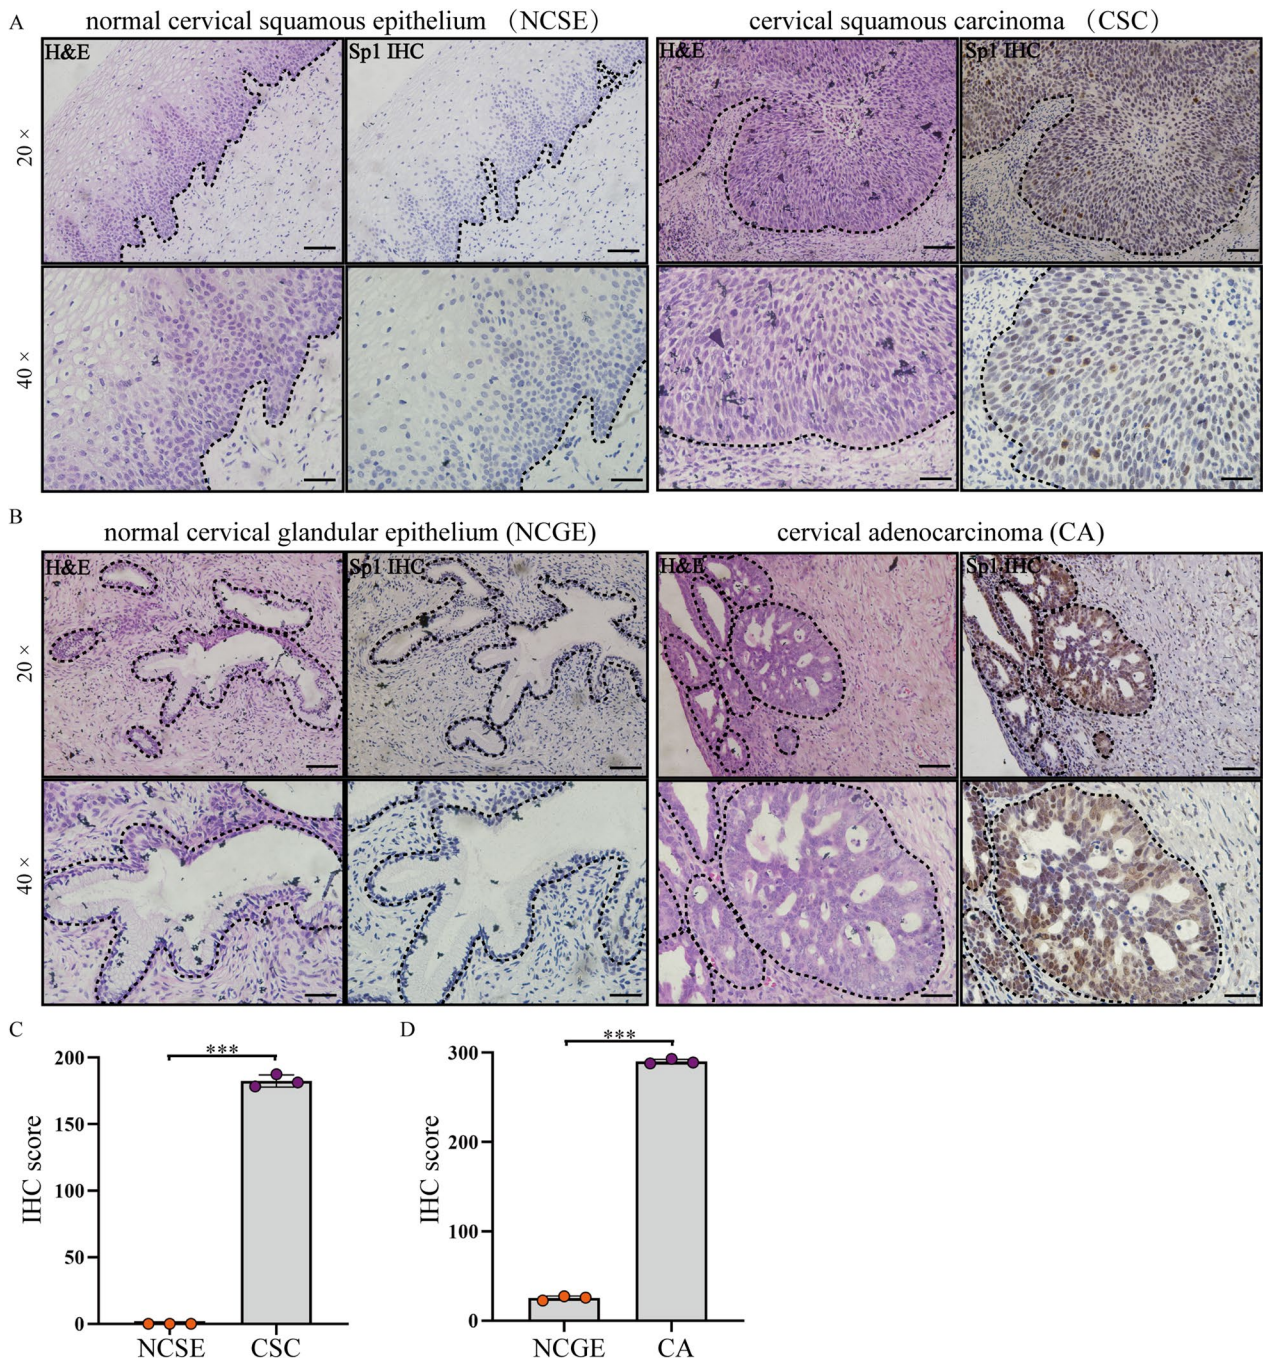 A
normal cervical squamous epithelium （NCSE）
cervical squamous carcinoma （CSC）
H&E
Sp1 IHC
H&E
Sp1 IHC
20 ×
40 ×
B
normal cervical glandular epithelium (NCGE)
cervical adenocarcinoma (CA)
H&E
Sp1 IHC
H&E
Sp1 IHC
20 ×
40 ×
C
***
200
150
100
50
0
IHC score
NCSE
CSC
D
***
300
200
100
0
IHC score
NCGE
CA